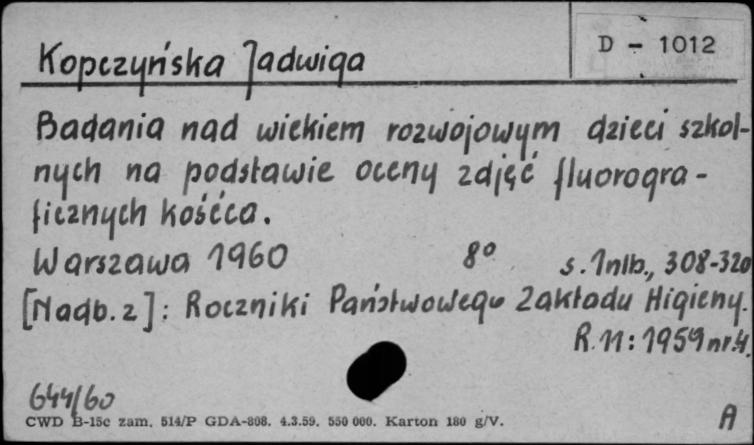 Kopczyńska Jadwiga
D - 1012
Badania nad wiekiem rozwojowym dzieci szkol-
nych na podstawie oceny zdjęć fluorogra-
ficznych kośćca.
Warszawa 1960 8° s. 1nlb., 308-320
[Nadb. z]: Roczniki Państwowego Zakładu Higieny.
R. 11: 1959 nr. 4.
644/60
CWD B-15c zam. 514/P GDA-808. 4.3.59. 550 000. Karton 180 g/V.
A